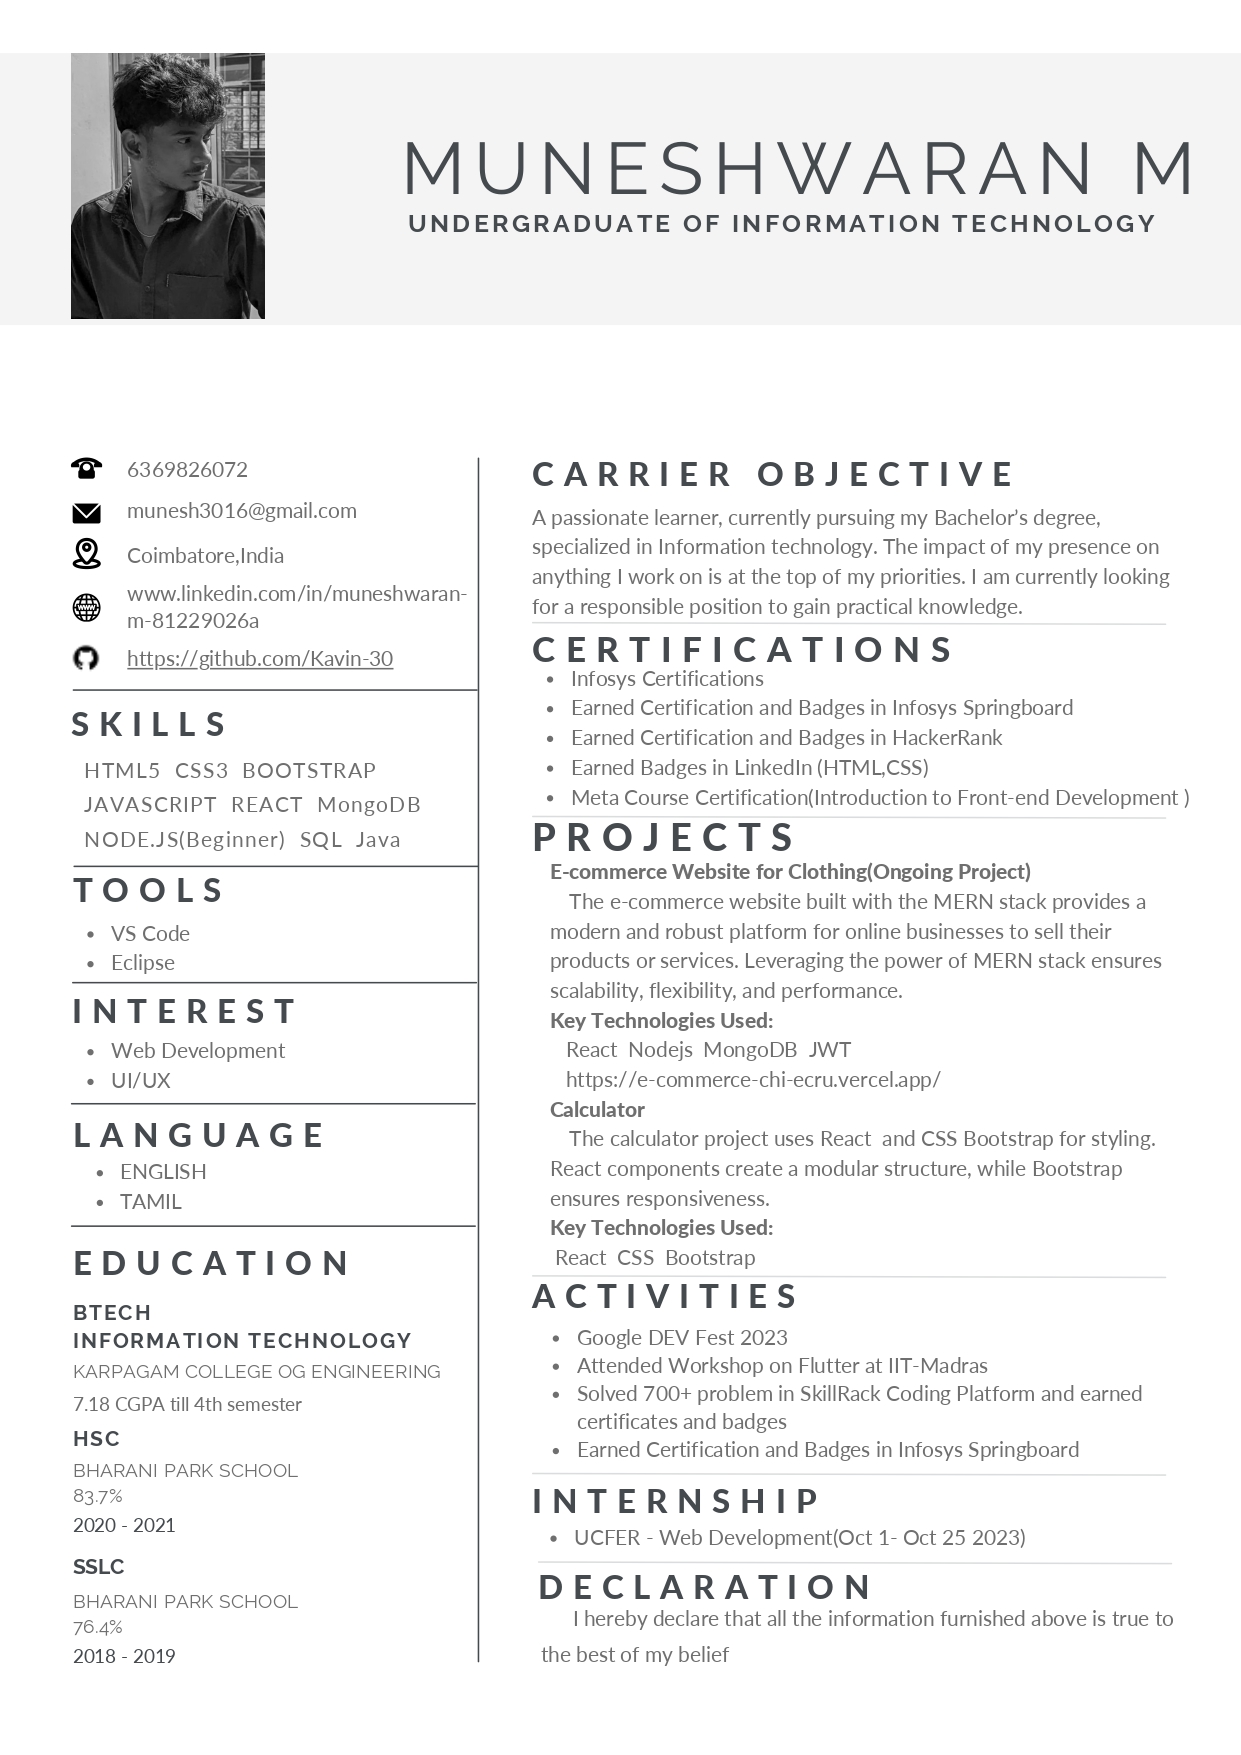 MUNESHWARAN M
UNDERGRADUATE OF INFORMATION TECHNOLOGY
6369826072
munesh3016@gmail.com
Coimbatore,India
www.linkedin.com/in/muneshwaran-
m-81229026a
https://github.com/Kavin-30
SKILLS
HTML5 CSS3 BOOTSTRAP
JAVASCRIPT REACT MongoDB
NODE.JS(Beginner) SQL Java
TOOLS
• VS Code
• Eclipse
INTEREST
• Web Development
• UI/UX
LANGUAGE
• ENGLISH
• TAMIL
EDUCATION
BTECH
INFORMATION TECHNOLOGY
KARPAGAM COLLEGE OG ENGINEERING
7.18 CGPA till 4th semester
HSC
BHARANI PARK SCHOOL
83.7%
2020 - 2021
SSLC
BHARANI PARK SCHOOL
76.4%
2018 - 2019
CARRIER OBJECTIVE
A passionate learner, currently pursuing my Bachelor’s degree,
specialized in Information technology. The impact of my presence on
anything I work on is at the top of my priorities. I am currently looking
for a responsible position to gain practical knowledge.
CERTIFICATIONS
• Infosys Certifications
• Earned Certification and Badges in Infosys Springboard
• Earned Certification and Badges in HackerRank
• Earned Badges in LinkedIn (HTML,CSS)
• Meta Course Certification(Introduction to Front-end Development )
PROJECTS
E-commerce Website for Clothing(Ongoing Project)
The e-commerce website built with the MERN stack provides a
modern and robust platform for online businesses to sell their
products or services. Leveraging the power of MERN stack ensures
scalability, flexibility, and performance.
Key Technologies Used:
React Nodejs MongoDB JWT
https://e-commerce-chi-ecru.vercel.app/
Calculator
The calculator project uses React and CSS Bootstrap for styling.
React components create a modular structure, while Bootstrap
ensures responsiveness.
Key Technologies Used:
React CSS Bootstrap
ACTIVITIES
• Google DEV Fest 2023
• Attended Workshop on Flutter at IIT-Madras
• Solved 700+ problem in SkillRack Coding Platform and earned
certificates and badges
• Earned Certification and Badges in Infosys Springboard
INTERNSHIP
• UCFER - Web Development(Oct 1- Oct 25 2023)
DECLARATION
I hereby declare that all the information furnished above is true to
the best of my belief